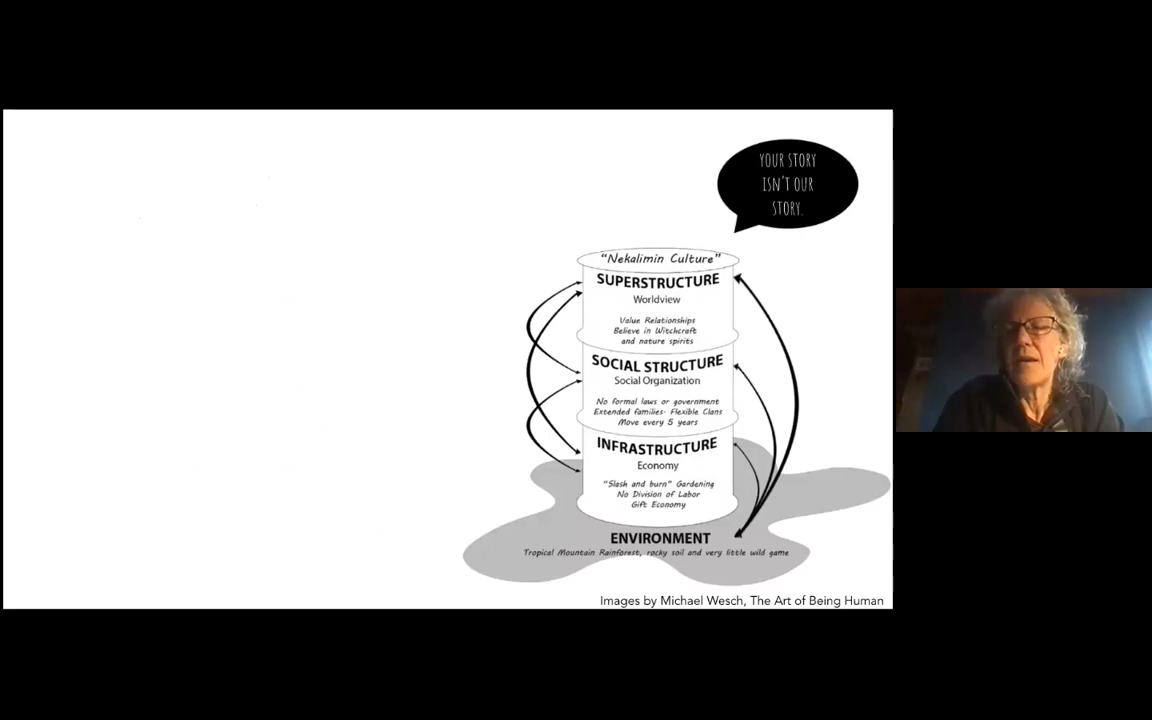 YOUR STORY
ISN'T OUR
STORY.
"Nekalimin Culture"
SUPERSTRUCTURE
Worldview
Value Relationships
Believe in Witchcraft
and nature spirits
SOCIAL STRUCTURE
Social Organization
No formal laws or government
Extended families- Flexible Clans
Move every 5 years
INFRASTRUCTURE
Economy
"Slash and burn" Gardening
No Division of Labor
Gift Economy
ENVIRONMENT
Tropical Mountain Rainforest, rocky soil and very little wild game
Images by Michael Wesch, The Art of Being Human